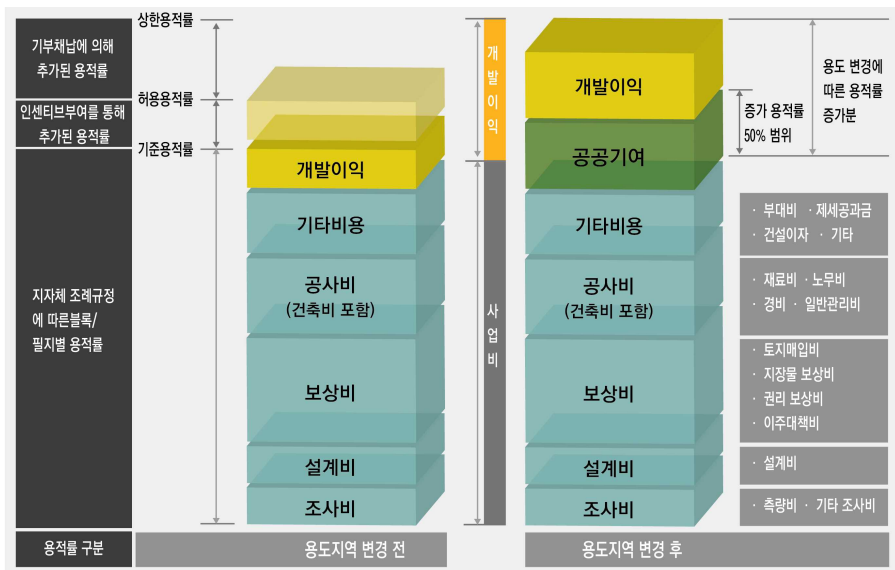 기부채납에 의해
추가된 용적률
인센티브부여를 통해
추가된 용적률
지자체 조례규정
에 따른블록/
필지별 용적률
용적률 구분
상한용적률
허용용적률
기준용적률
개발이익
기타비용
공사비
(건축비 포함)
보상비
설계비
조사비
용도지역 변경 전
개발이익
사업비
개발이익
공공기여
기타비용
공사비
(건축비 포함)
보상비
설계비
조사비
용도지역 변경 후
증가 용적률
50% 범위
용도 변경에
따른 용적률
증가분
· 부대비 · 제세공과금
· 건설이자 · 기타
· 재료비 · 노무비
· 경비 · 일반관리비
· 토지매입비
· 지장물 보상비
· 권리 보상비
· 이주대책비
· 설계비
· 측량비 · 기타 조사비